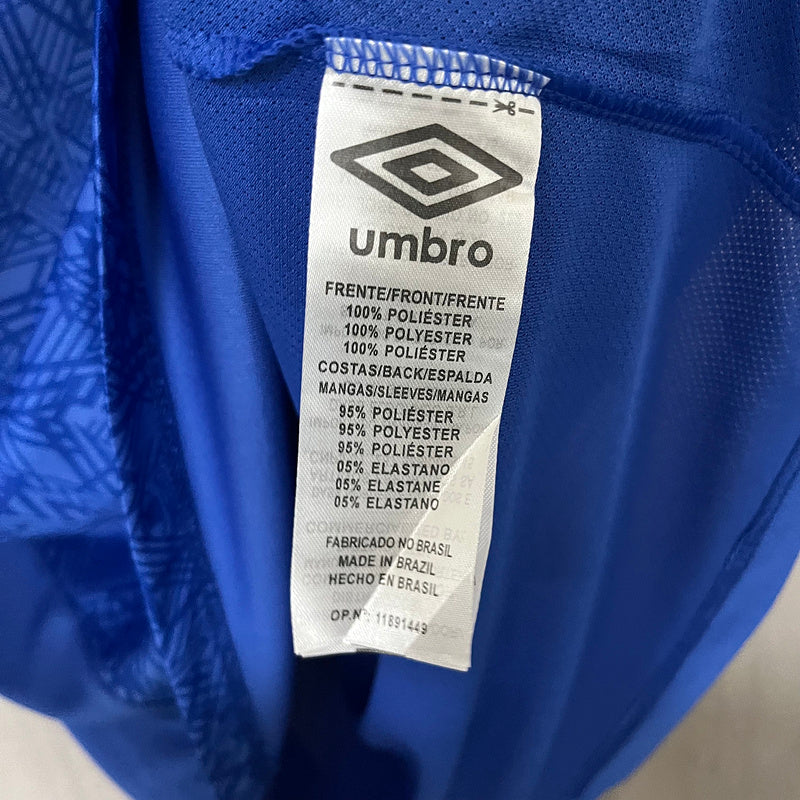 umbro
FRENTE/FRONT/FRENTE
100% POLIÉSTER
100% POLYESTER
100% POLIÉSTER
COSTAS/BACK/ESPALDA
MANGAS/SLEEVES/MANGAS
95% POLIÉSTER
95% POLYESTER
95% POLIÉSTER
05% ELASTANO
05% ELASTANE
05% ELASTANO
FABRICADO NO BRASIL
MADE IN BRAZIL
HECHO EN BRASIL
OP.Nº: 11891449